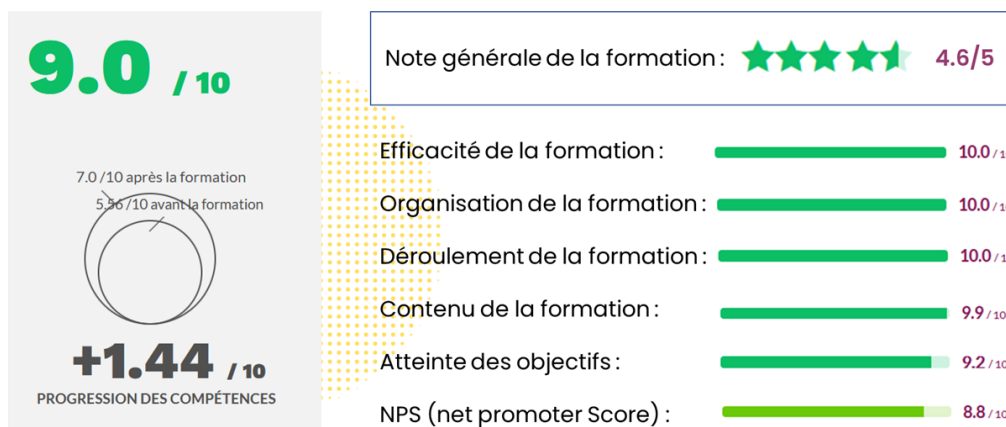 9.0 / 10
7.0 /10 après la formation
5.56 /10 avant la formation
+1.44 / 10
PROGRESSION DES COMPÉTENCES
Note générale de la formation : 4.6/5
Efficacité de la formation : 10.0 / 1
Organisation de la formation : 10.0 / 10
Déroulement de la formation : 10.0 / 1
Contenu de la formation : 9.9 / 10
Atteinte des objectifs : 9.2 / 10
NPS (net promoter Score) : 8.8 / 10